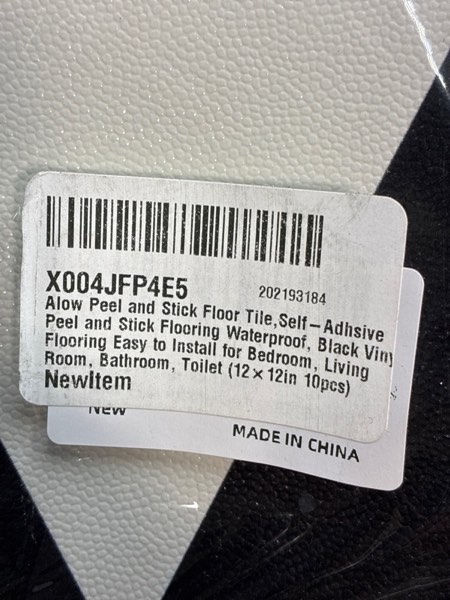 X004JFP4E5
202193184
Alow Peel and Stick Floor Tile,Self-Adhsive
Peel and Stick Flooring Waterproof, Black Viny
Flooring Easy to Install for Bedroom, Living
Room, Bathroom, Toilet (12×12in 10pcs)
NewItem
New
MADE IN CHINA